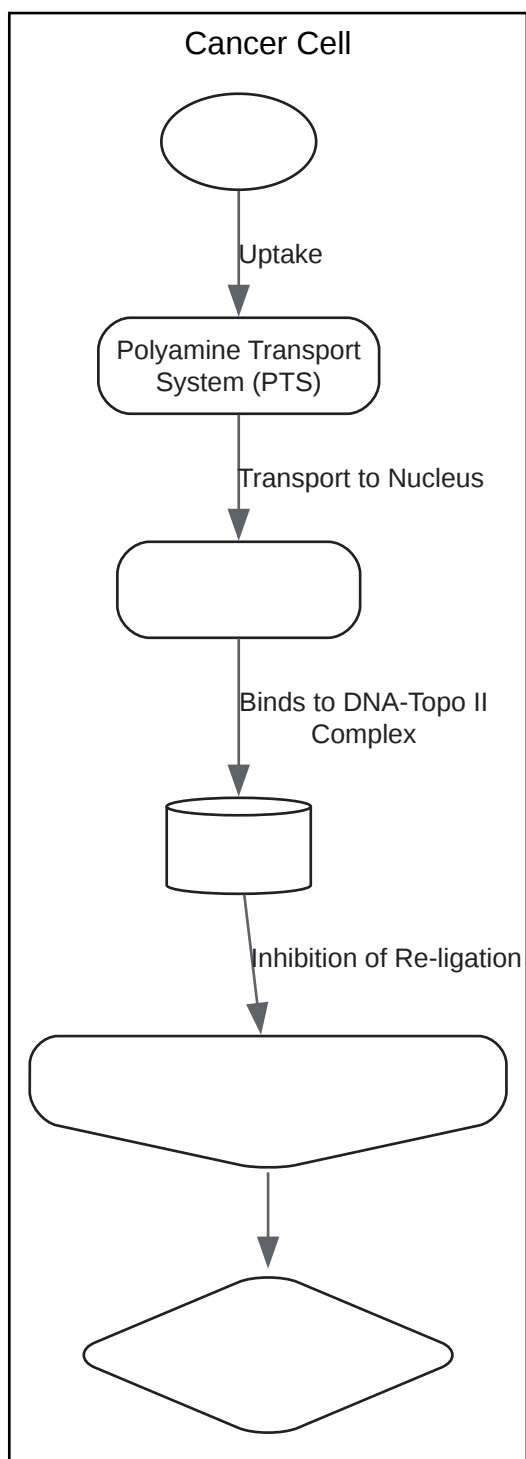 Cancer Cell
Uptake
Polyamine Transport
System (PTS)
Transport to Nucleus
Binds to DNA-Topo II
Complex
Inhibition of Re-ligation